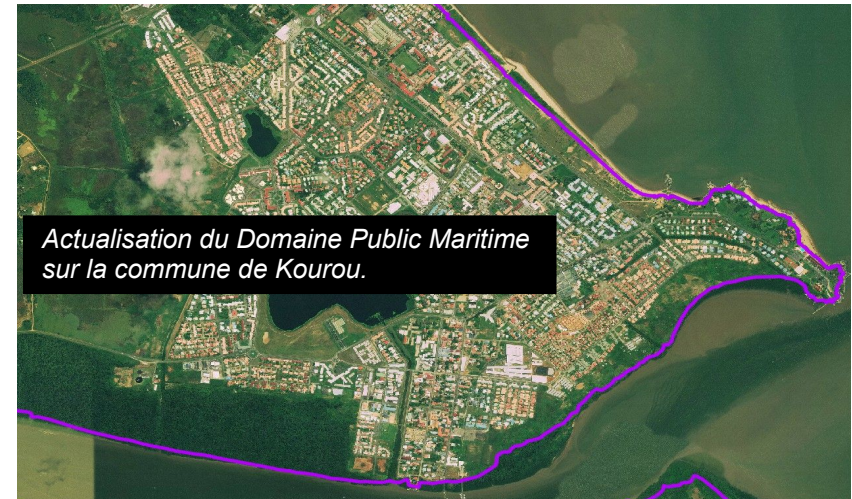 Actualisation du Domaine Public Maritime
sur la commune de Kourou.